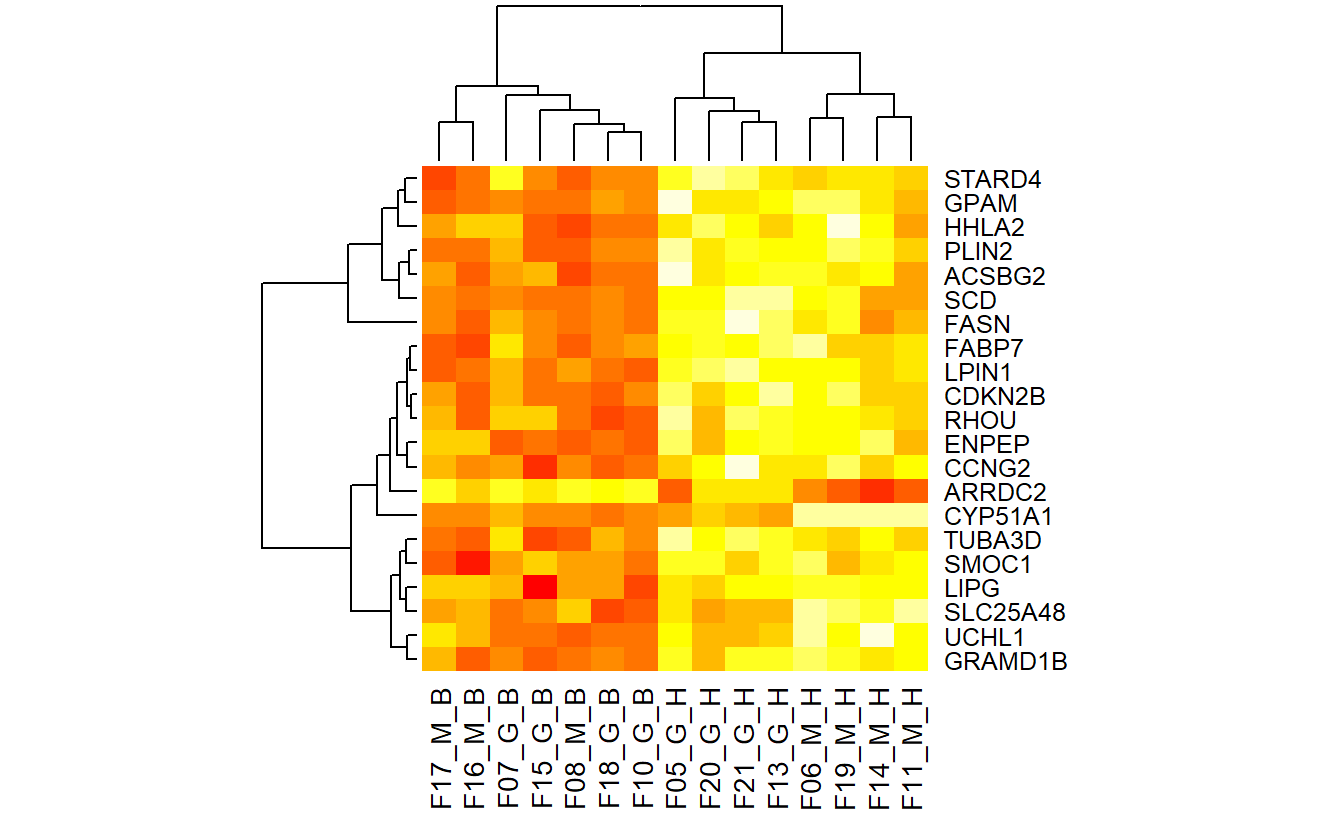 STARD4
GPAM
HHLA2
PLIN2
ACSBG2
SCD
FASN
FABP7
LPIN1
CDKN2B
RHOU
ENPEP
CCNG2
ARRDC2
CYP51A1
TUBA3D
SMOC1
LIPG
SLC25A48
UCHL1
GRAMD1B
F17_M_B
F16_M_B
F07_G_B
F15_G_B
F08_M_B
F18_G_B
F10_G_B
F05_G_H
F20_G_H
F21_G_H
F13_G_H
F06_M_H
F19_M_H
F14_M_H
F11_M_H